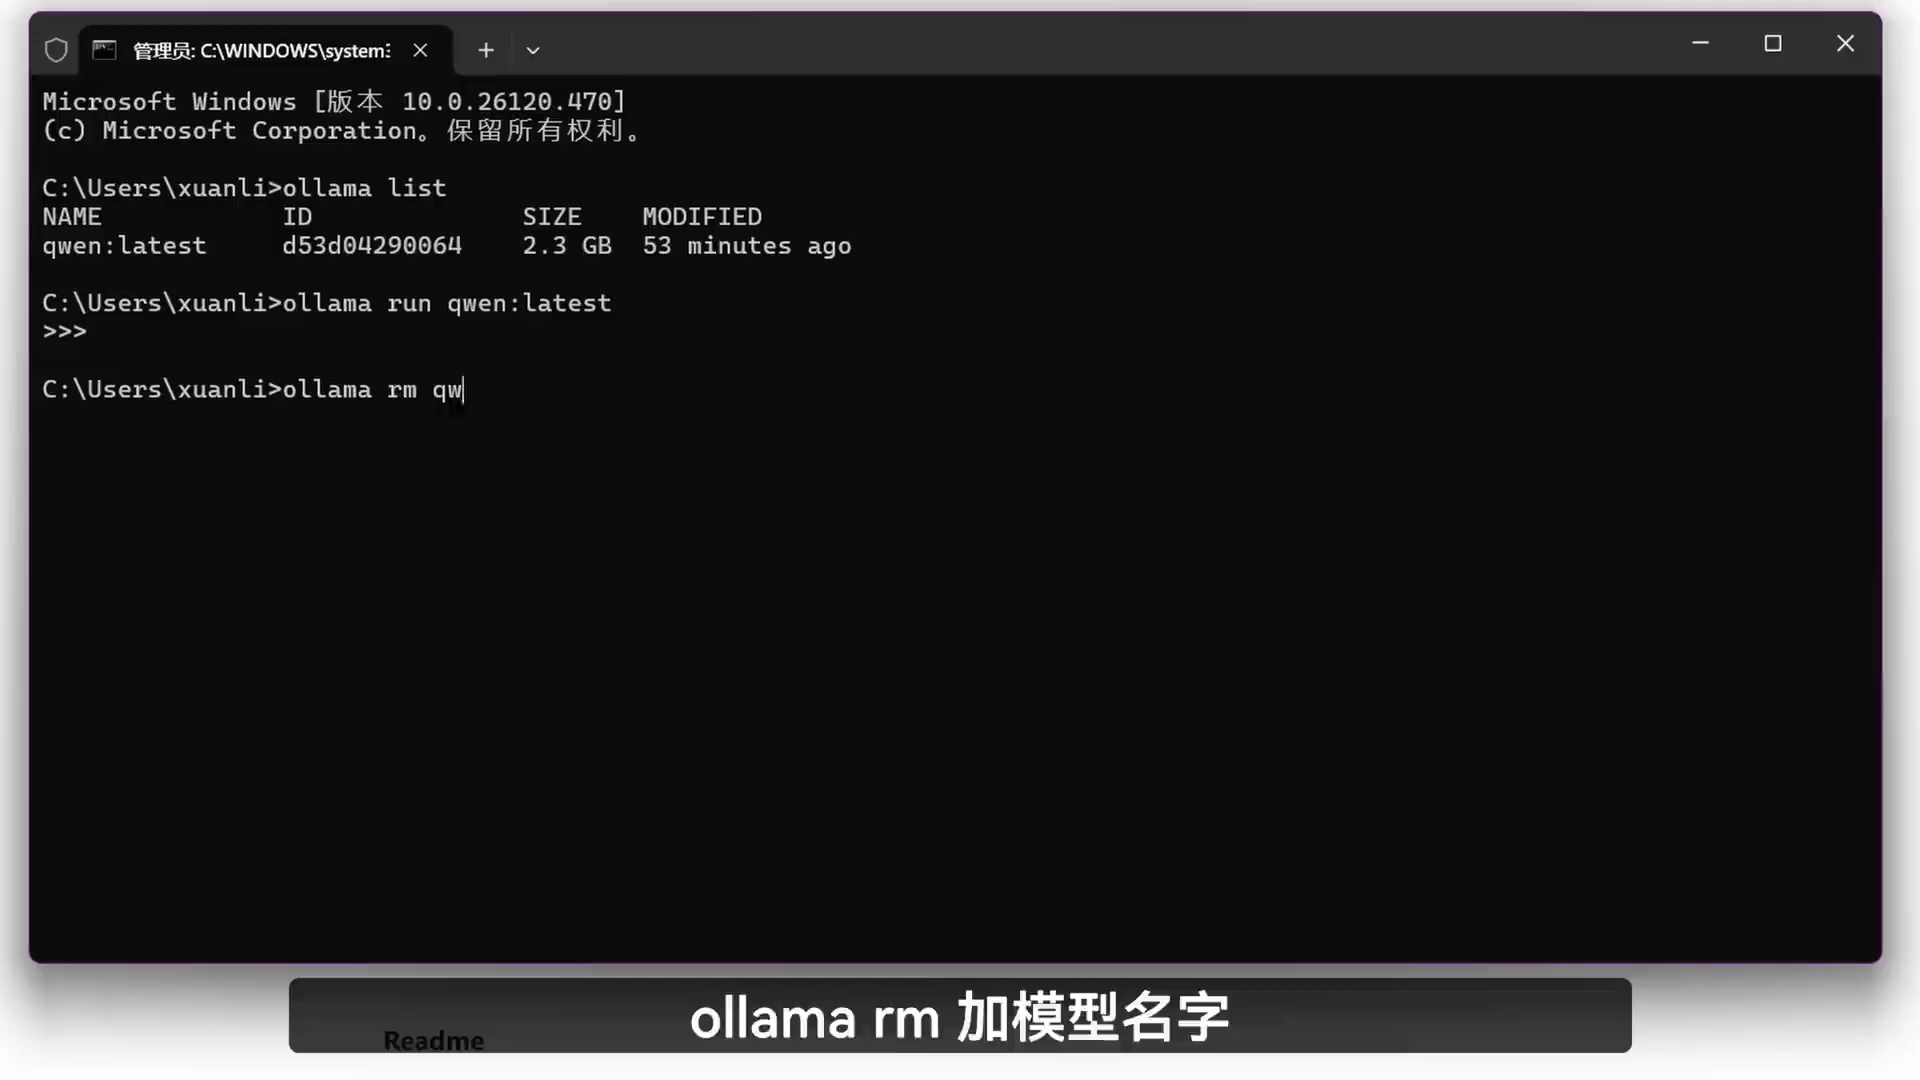 管理员: C:\WINDOWS\system:
Microsoft Windows [版本 10.0.26120.470]
(c) Microsoft Corporation。保留所有权利。
C:\Users\xuanli>ollama list
NAME ID SIZE MODIFIED
qwen:latest d53d04290064 2.3 GB 53 minutes ago
C:\Users\xuanli>ollama run qwen:latest
>>>
C:\Users\xuanli>ollama rm qw
ollama rm 加模型名字
Readme